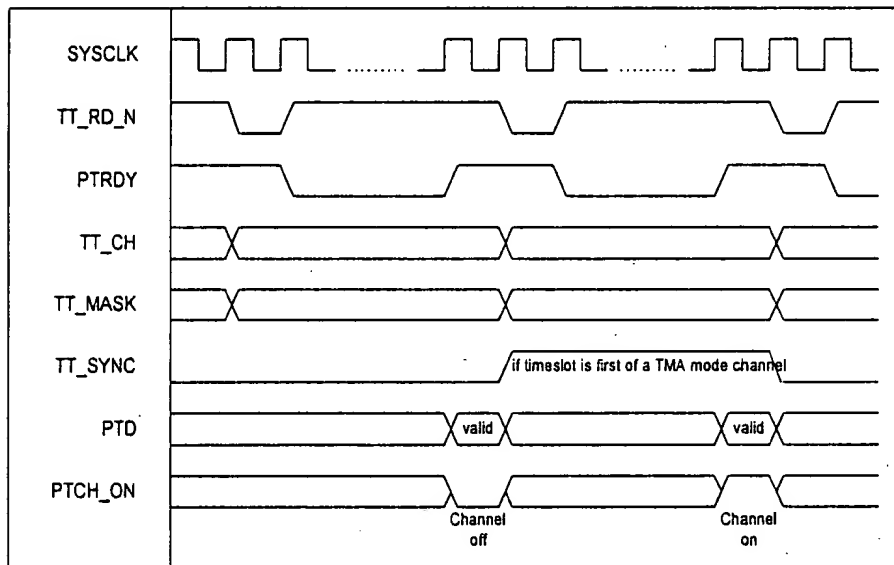 SYSCLK
TT_RD_N
PTRDY
TT_CH
TT_MASK
TT_SYNC
if timeslot is first of a TMA mode channel
PTD
valid
valid
PTCH_ON
Channel
off
Channel
on